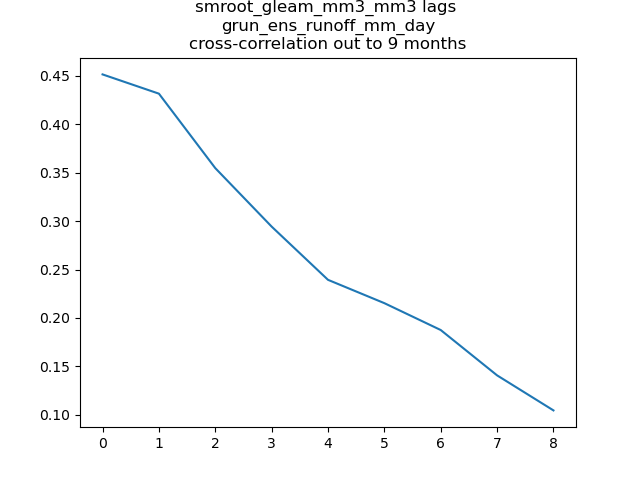 smroot_gleam_mm3_mm3 lags
grun_ens_runoff_mm_day
cross-correlation out to 9 months
0.45
0.40
0.35
0.30
0.25
0.20
0.15
0.10
0 1 2 3 4 5 6 7 8